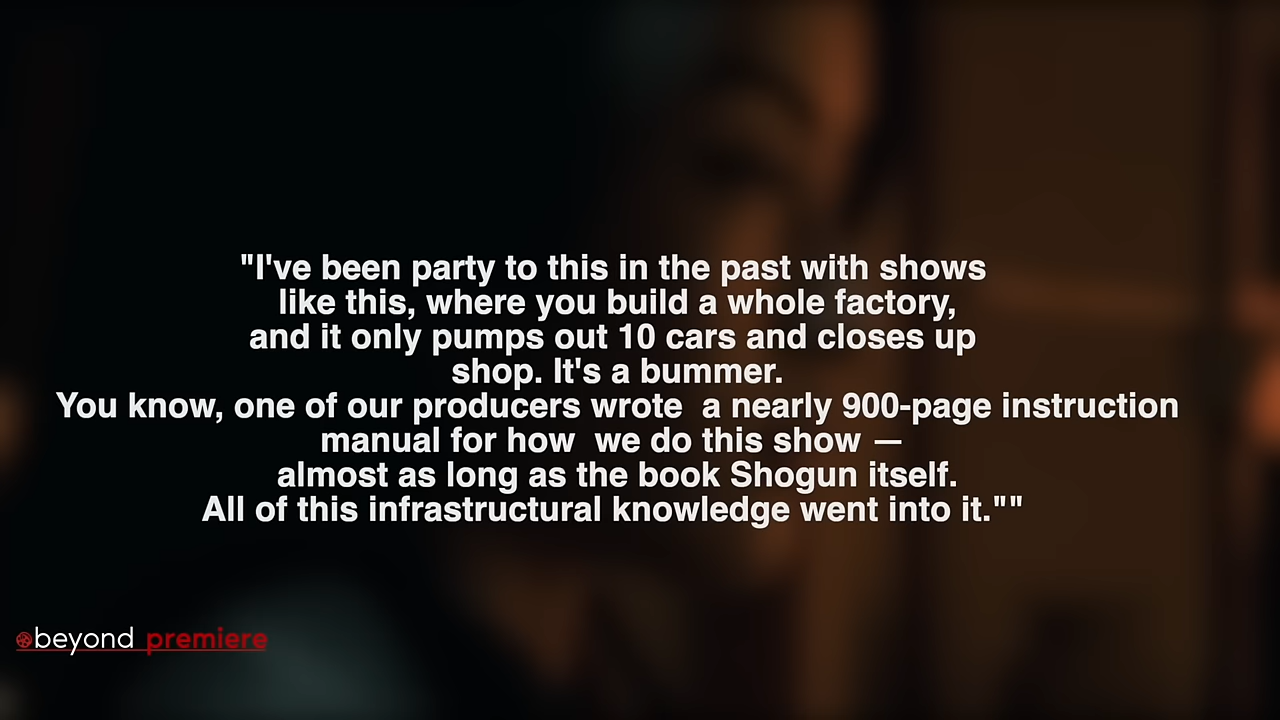 "I've been party to this in the past with shows
like this, where you build a whole factory,
and it only pumps out 10 cars and closes up
shop. It's a bummer.
You know, one of our producers wrote  a nearly 900-page instruction
manual for how  we do this show —
almost as long as the book Shogun itself.
All of this infrastructural knowledge went into it.""
beyond premiere